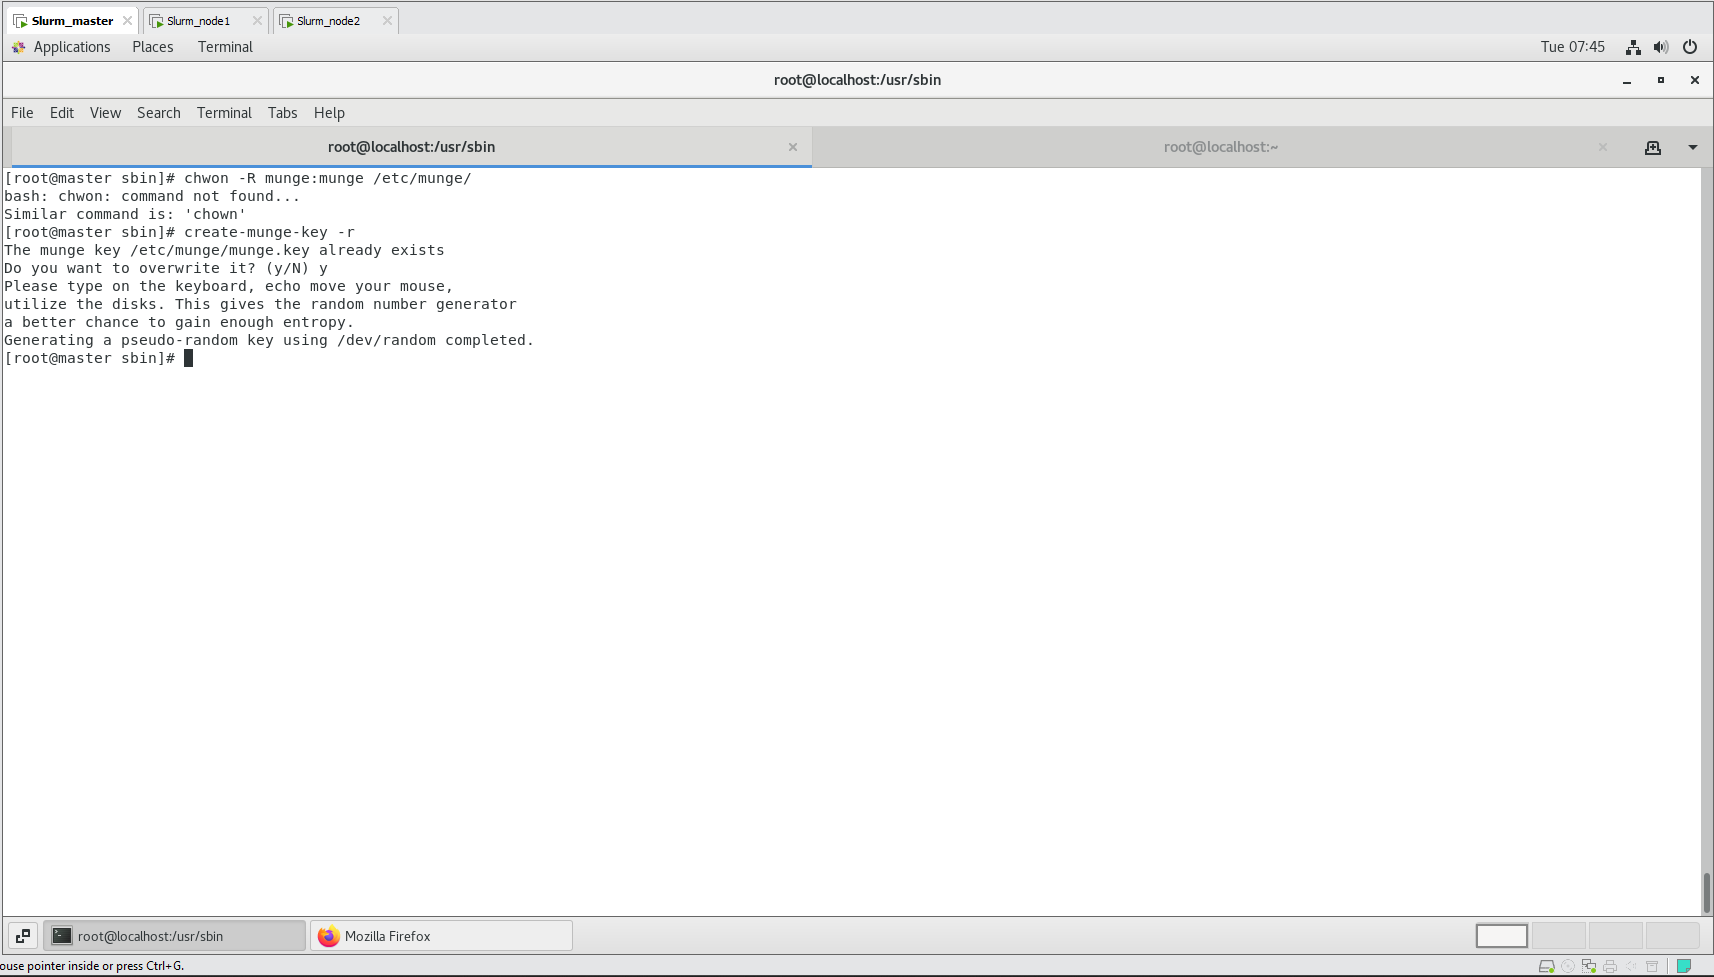 Slurm_master
Slurm_node1
Slurm_node2
Applications Places Terminal
Tue 07:45
root@localhost:/usr/sbin
File Edit View Search Terminal Tabs Help
root@localhost:/usr/sbin
root@localhost:~
[root@master sbin]# chwon -R munge:munge /etc/munge/
bash: chwon: command not found...
Similar command is: 'chown'
[root@master sbin]# create-munge-key -r
The munge key /etc/munge/munge.key already exists
Do you want to overwrite it? (y/N) y
Please type on the keyboard, echo move your mouse,
utilize the disks. This gives the random number generator
a better chance to gain enough entropy.
Generating a pseudo-random key using /dev/random completed.
[root@master sbin]#
root@localhost:/usr/sbin
Mozilla Firefox
ouse pointer inside or press Ctrl+G.